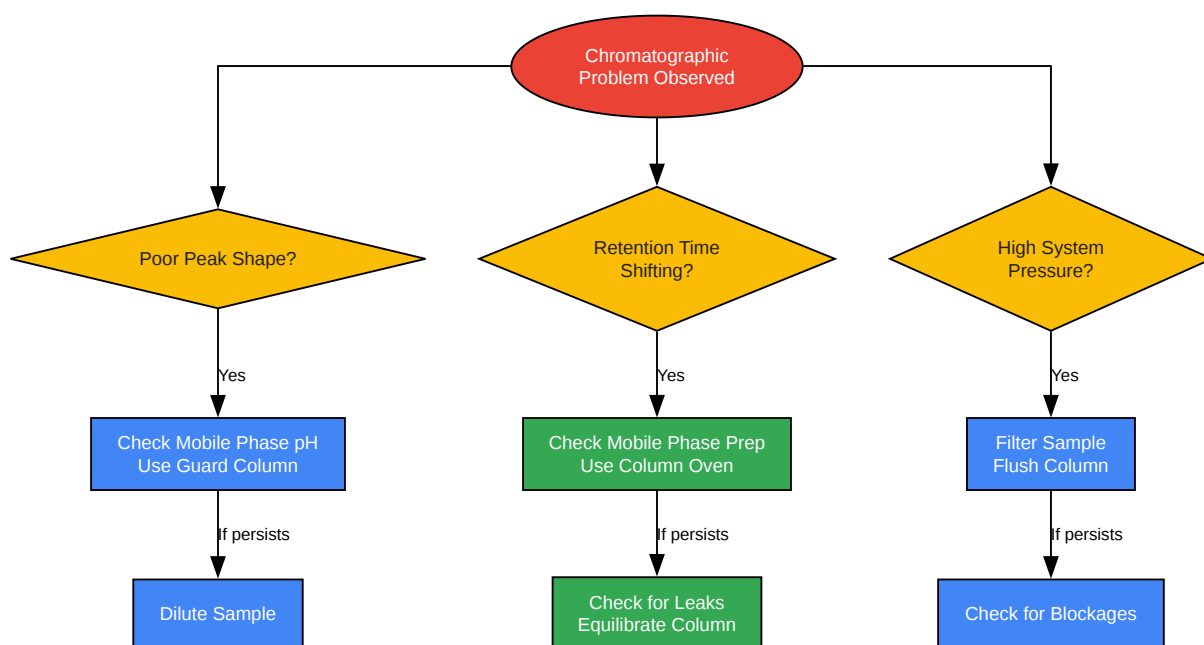 Chromatographic
Problem Observed
Poor Peak Shape?
Retention Time
Shifting?
High System
Pressure?
Yes
Yes
Yes
Check Mobile Phase pH
Use Guard Column
Check Mobile Phase Prep
Use Column Oven
Filter Sample
Flush Column
If persists
If persists
If persists
Dilute Sample
Check for Leaks
Equilibrate Column
Check for Blockages